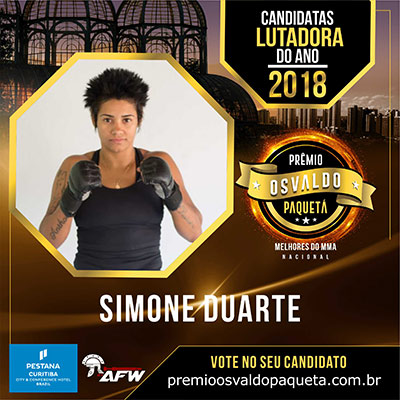 CANDIDATAS
LUTADORA
DO ANO
2018
PRÊMIO
OSVALDO
PAQUETÁ
MELHORES DO MMA
NACIONAL
SIMONE DUARTE
PESTANA
CURITIBA
CITY & CONFERENCE HOTEL
BRASIL
AFW
VOTE NO SEU CANDIDATO
premioosvaldopaqueta.com.br